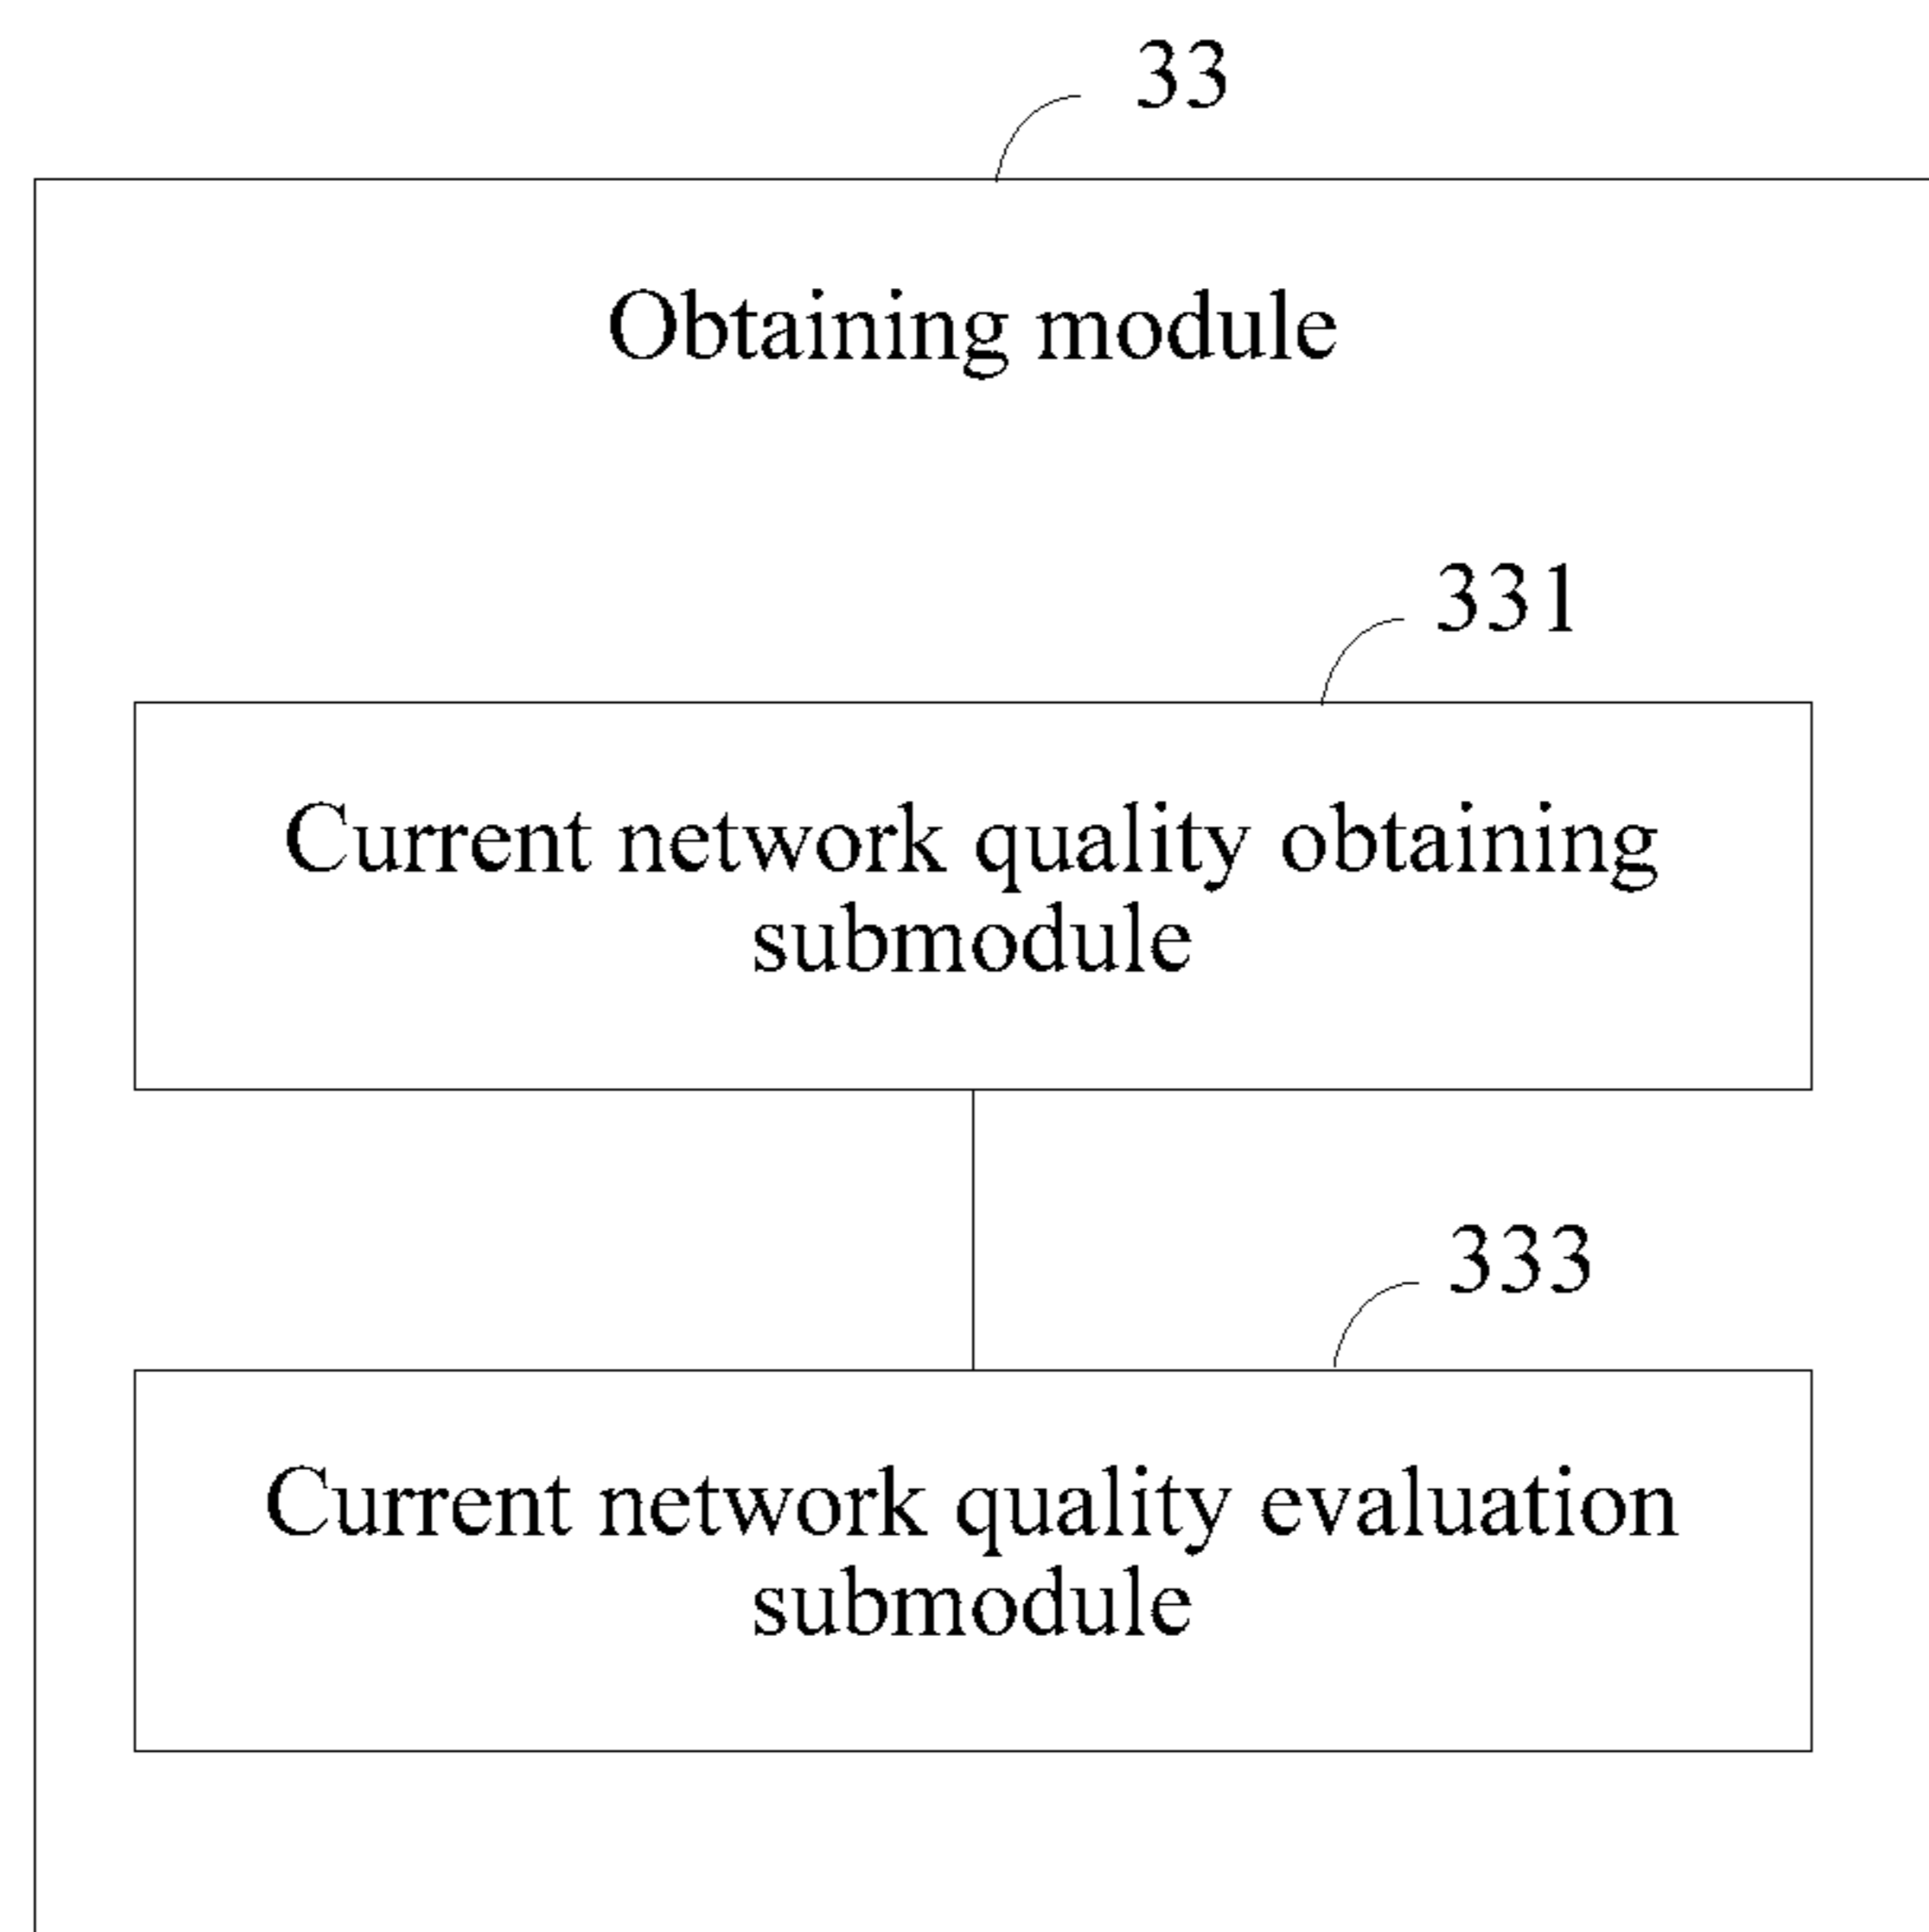 33
Obtaining module
331
Current network quality obtaining
submodule
333
Current network quality evaluation
submodule